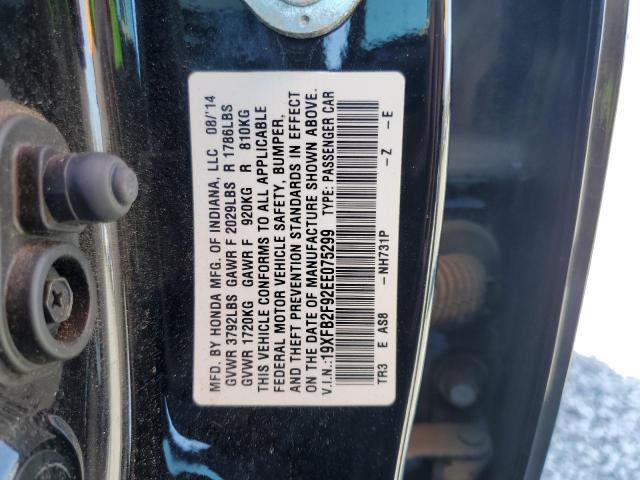 MFD. BY HONDA MFG. OF INDIANA, LLC 08/'14
GVWR 3792LBS GAWR F 2029LBS R 1786LBS
GVWR 1720KG GAWR F 920KG R 810KG
THIS VEHICLE CONFORMS TO ALL APPLICABLE
FEDERAL MOTOR VEHICLE SAFETY, BUMPER,
AND THEFT PREVENTION STANDARDS IN EFFECT
ON THE DATE OF MANUFACTURE SHOWN ABOVE.
V.I.N.:19XFB2F92EE075299 TYPE: PASSENGER CAR
TR3 E AS8 -NH731P -Z -E